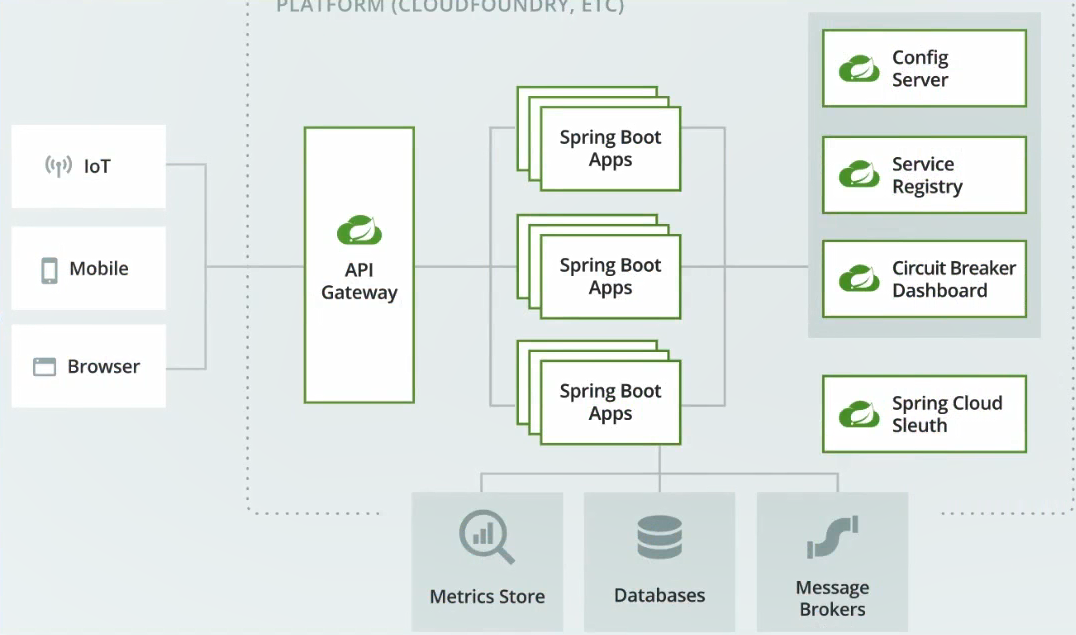 PLATFORM (CLOUDFOUNDRY, ETC)
IoT
Mobile
Browser
API
Gateway
Spring Boot
Apps
Spring Boot
Apps
Spring Boot
Apps
Config
Server
Service
Registry
Circuit Breaker
Dashboard
Spring Cloud
Sleuth
Metrics Store
Databases
Message
Brokers